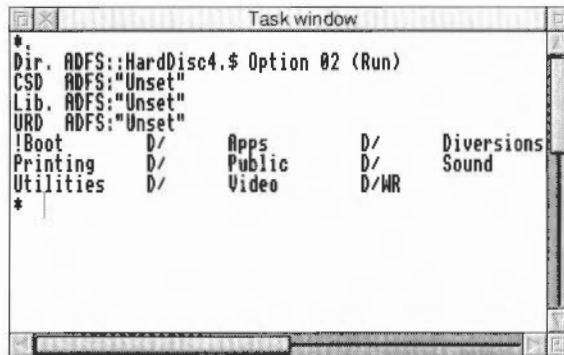 Task window
*.
Dir. ADFS::HardDisc4.$ Option 02 (Run)
CSD ADFS:"Unset"
Lib. ADFS:"Unset"
URD ADFS:"Unset"
!Boot D/ Apps D/ Diversions
Printing D/ Public D/ Sound
Utilities D/ Video D/WR
*